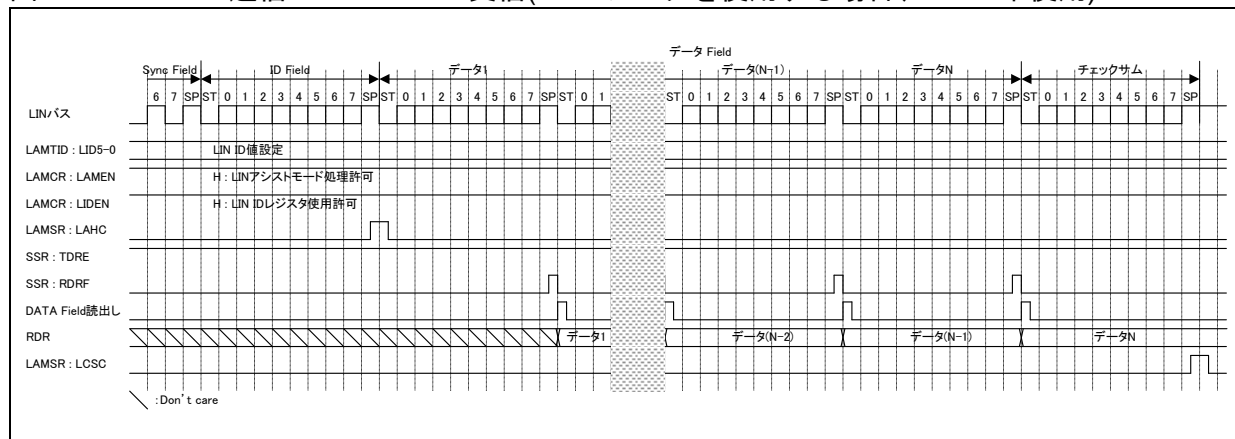 データ Field
Sync Field ID Field データ1 データ(N-1) データN チェックサム
6 7 SP ST 0 1 2 3 4 5 6 7 SP ST 0 1 2 3 4 5 6 7 SP ST 0 1 ST 0 1 2 3 4 5 6 7 SP ST 0 1 2 3 4 5 6 7 SP ST 0 1 2 3 4 5 6 7 SP
LINバス
LAMTID : LID5-0 LIN ID値設定
LAMCR : LAMEN H : LINアシストモード処理許可
LAMCR : LIDEN H : LIN IDレジスタ使用許可
LAMSR : LAHC
SSR : TDRE
SSR : RDRF
DATA Field読出し
RDR データ1 データ(N-2) データ(N-1) データN
LAMSR : LCSC
:Don't care